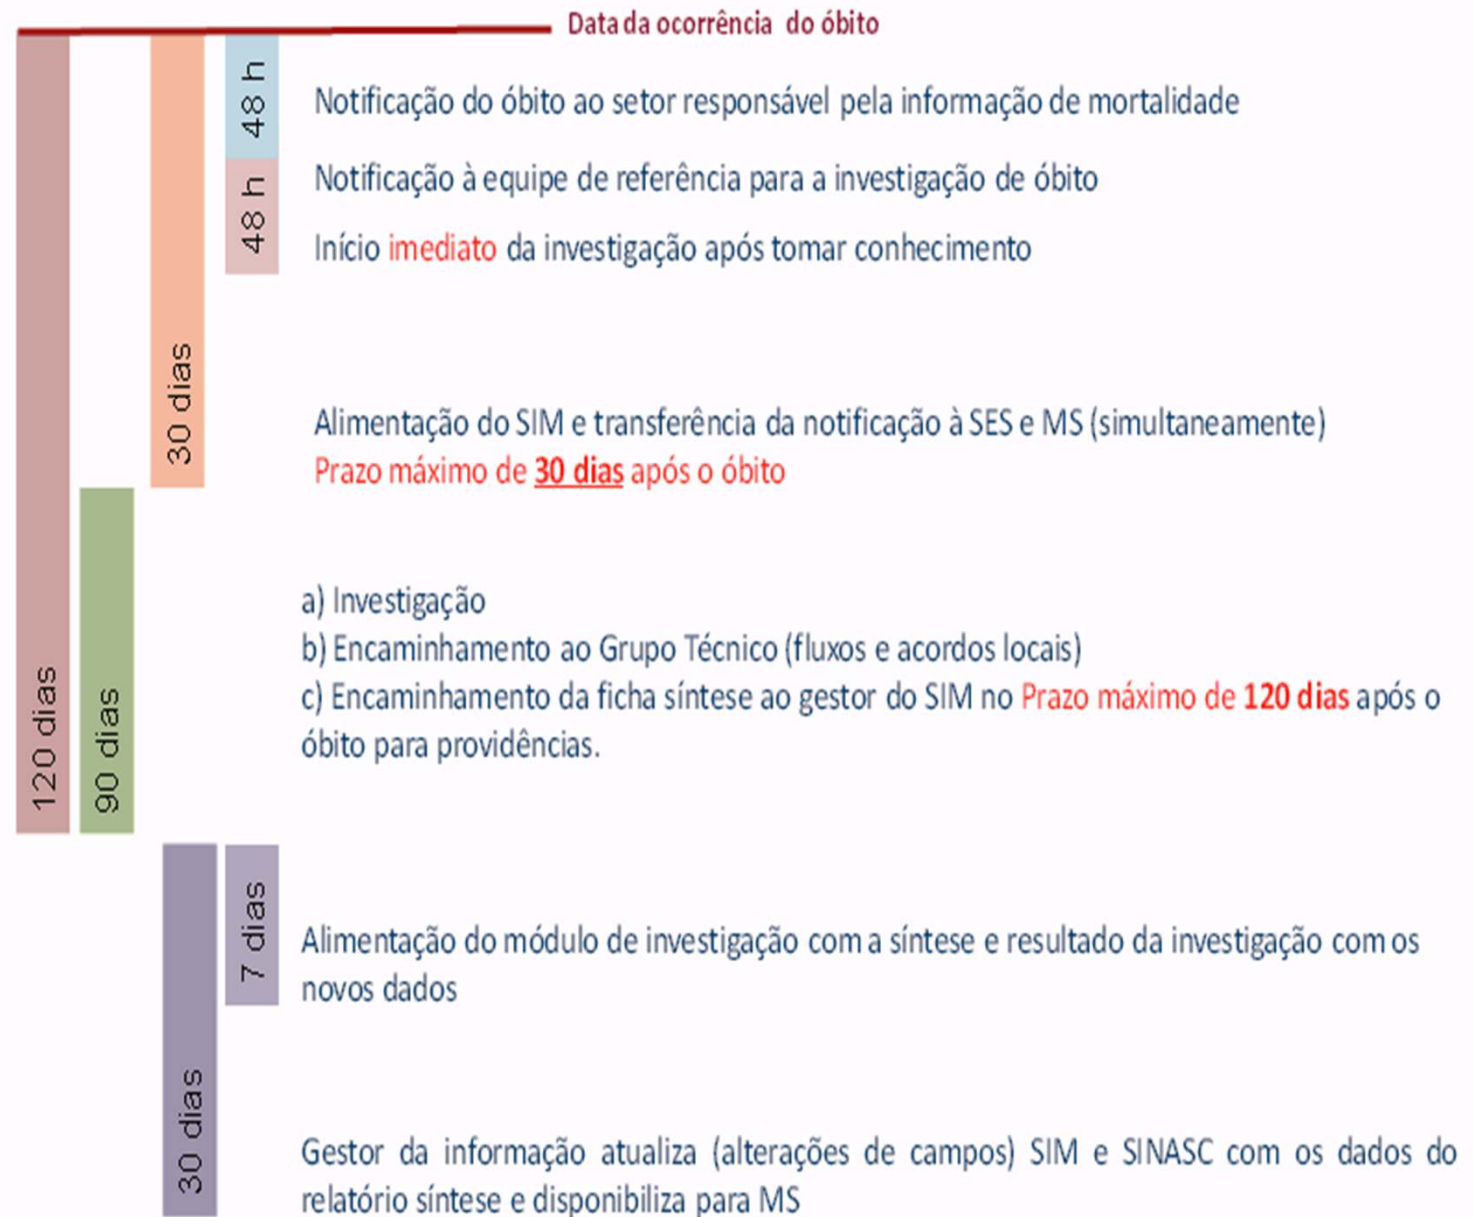 Data da ocorrência do óbito
48 h
Notificação do óbito ao setor responsável pela informação de mortalidade
48 h
Notificação à equipe de referência para a investigação de óbito
Início imediato da investigação após tomar conhecimento
30 dias
Alimentação do SIM e transferência da notificação à SES e MS (simultaneamente)
Prazo máximo de 30 dias após o óbito
120 dias
90 dias
a) Investigação
b) Encaminhamento ao Grupo Técnico (fluxos e acordos locais)
c) Encaminhamento da ficha síntese ao gestor do SIM no Prazo máximo de 120 dias após o
óbito para providências.
7 dias
Alimentação do módulo de investigação com a síntese e resultado da investigação com os
novos dados
30 dias
Gestor da informação atualiza (alterações de campos) SIM e SINASC com os dados do
relatório síntese e disponibiliza para MS